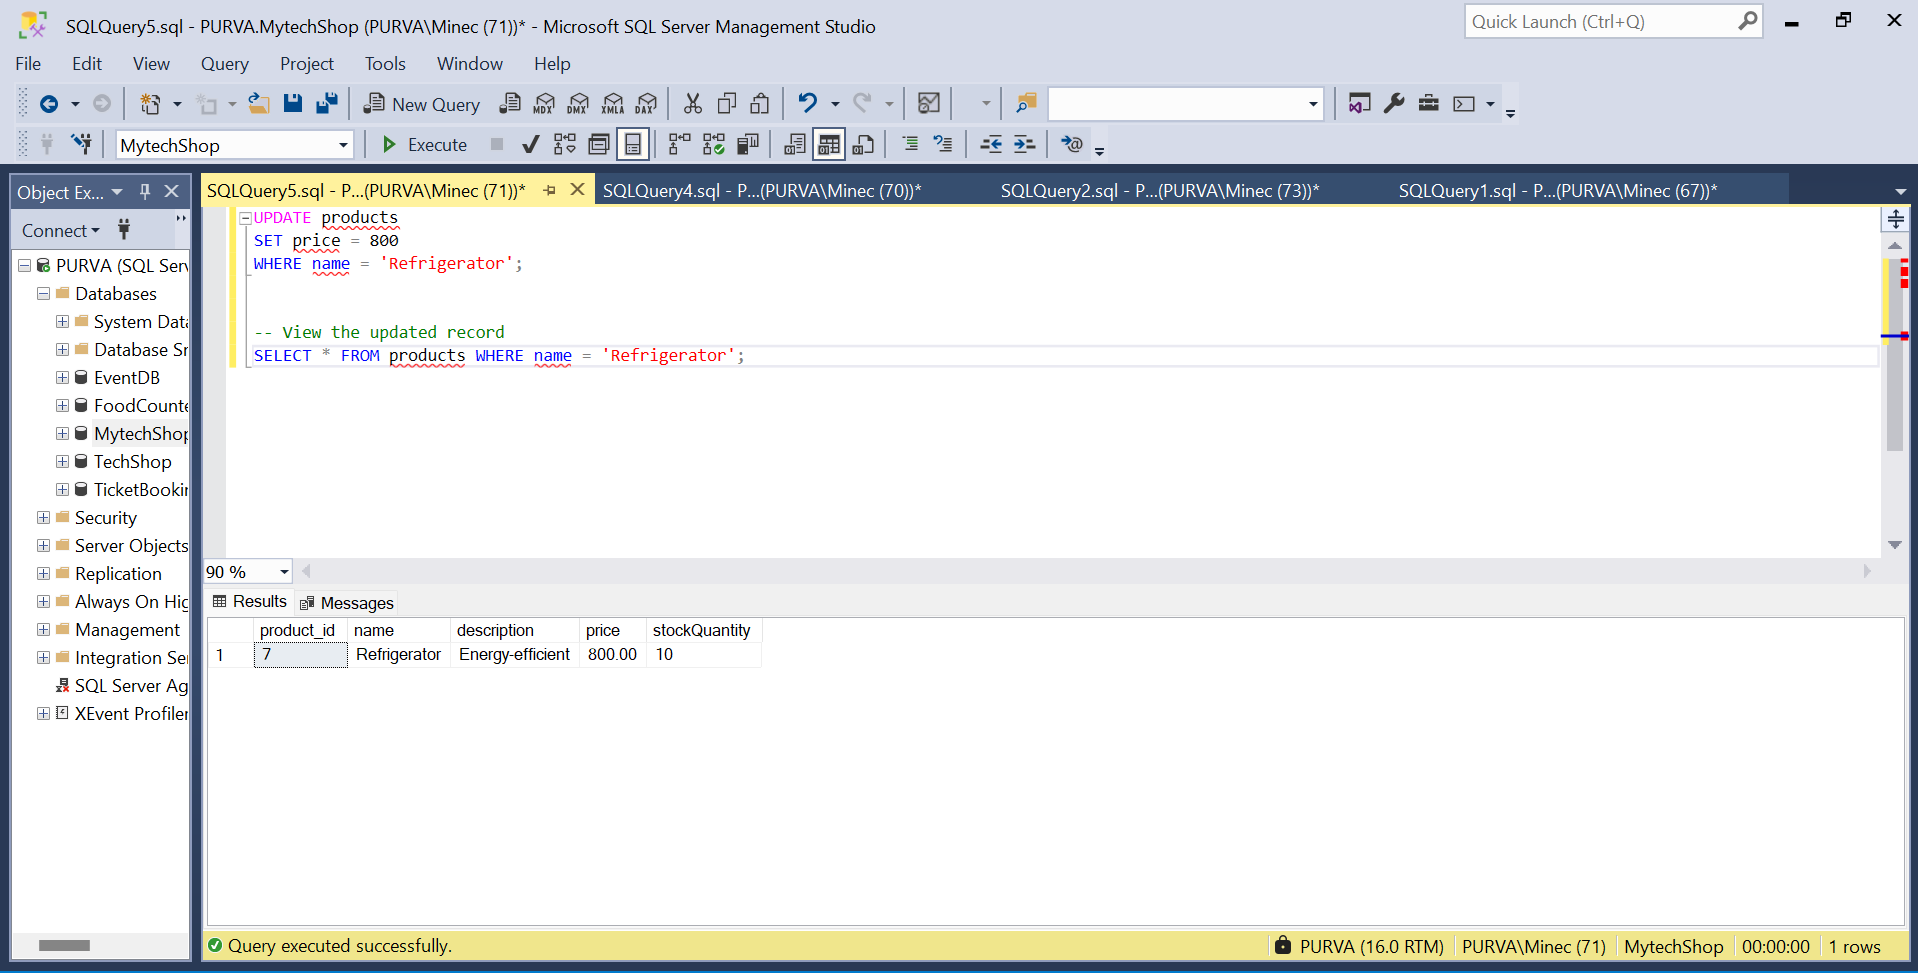 SQLQuery5.sql - PURVA.MytechShop (PURVA\Minec (71))* - Microsoft SQL Server Management Studio
Quick Launch (Ctrl+Q)
File Edit View Query Project Tools Window Help
New Query MDX DMX XMLA DAX
MytechShop Execute
Object Ex...
SQLQuery5.sql - P...(PURVA\Minec (71))* SQLQuery4.sql - P...(PURVA\Minec (70))* SQLQuery2.sql - P...(PURVA\Minec (73))* SQLQuery1.sql - P...(PURVA\Minec (67))*
Connect
PURVA (SQL Serv
Databases
System Data
Database Sn
EventDB
FoodCounte
MytechShop
TechShop
TicketBookin
Security
Server Objects
Replication
Always On Hig
Management
Integration Ser
SQL Server Ag
XEvent Profiler
UPDATE products
SET price = 800
WHERE name = 'Refrigerator';
-- View the updated record
SELECT * FROM products WHERE name = 'Refrigerator';
90 %
Results Messages
product_id name description price stockQuantity
1 7 Refrigerator Energy-efficient 800.00 10
Query executed successfully. PURVA (16.0 RTM) PURVA\Minec (71) MytechShop 00:00:00 1 rows